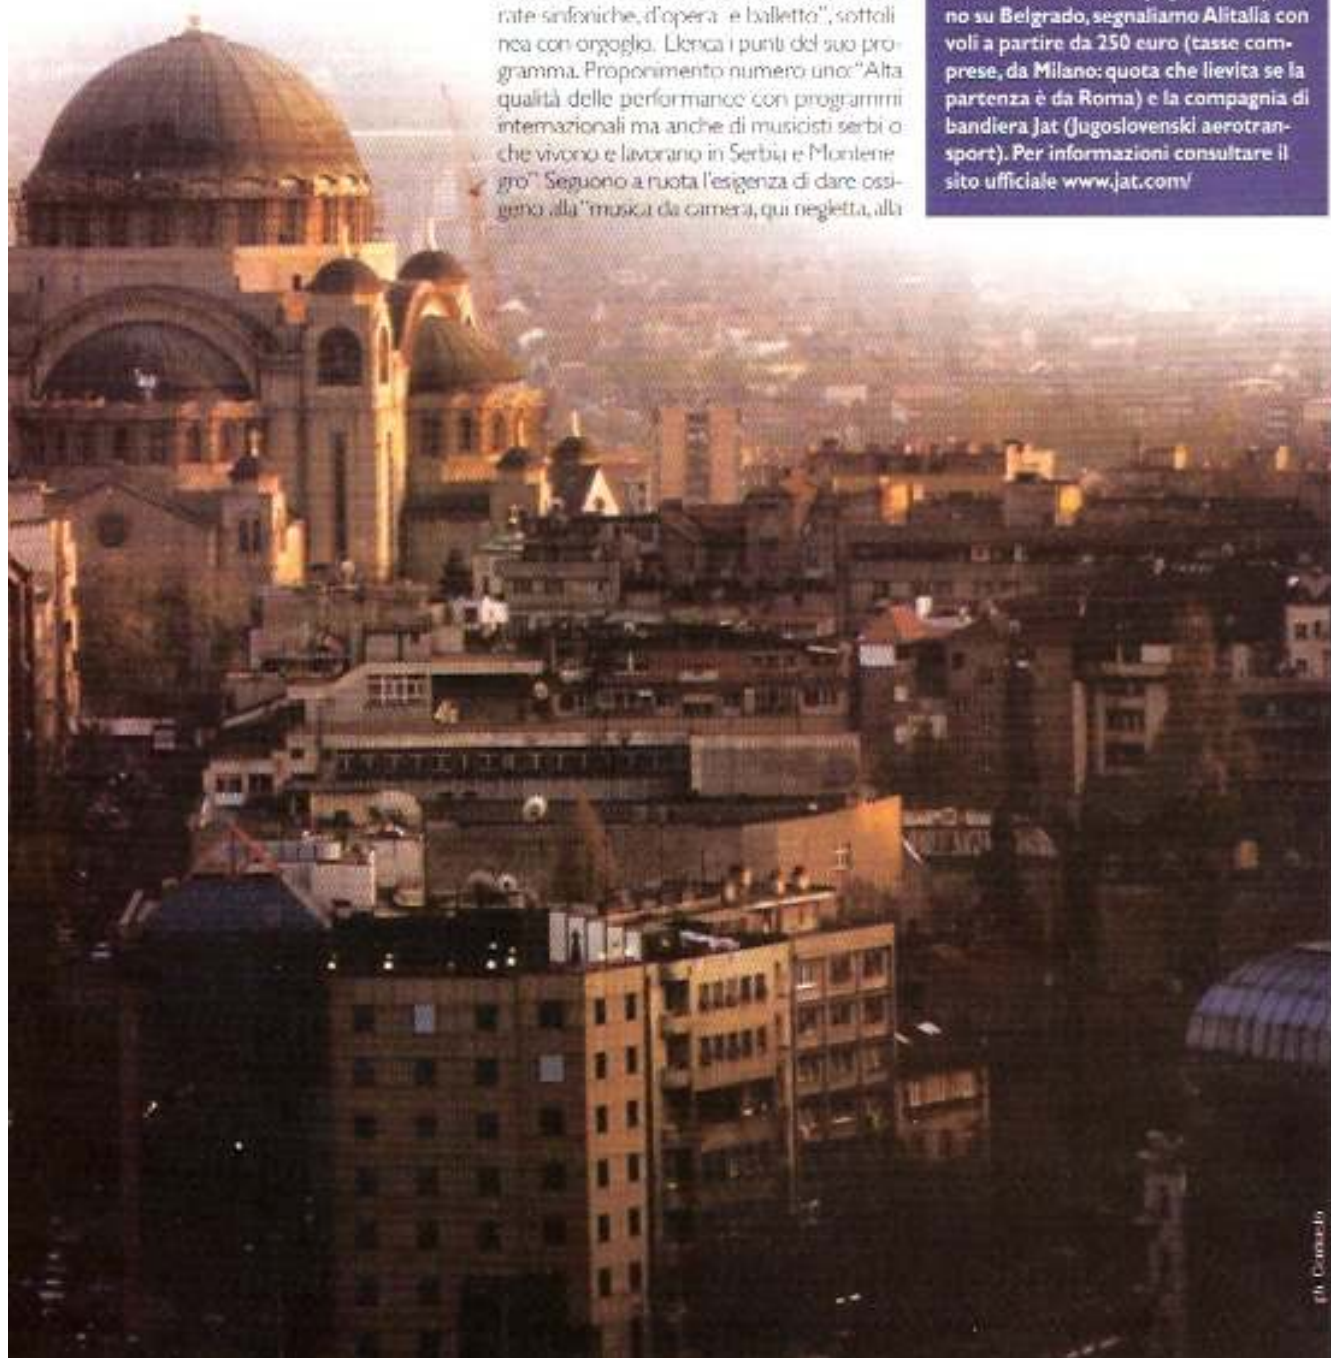 rate sinfoniche, d'opera e balletto", sottoli
nea con orgoglio. Elenca i punti del suo pro-
gramma. Proponimento numero uno: "Alta
qualità delle performance con programmi
internazionali ma anche di musicisti serbi o
che vivono e lavorano in Serbia e Montene
gro" Seguono a ruota l'esigenza di dare ossi-
geno alla "musica da camera, qui negletta, alla
no su Belgrado, segnaliamo Alitalia con
voli a partire da 250 euro (tasse com-
prese, da Milano: quota che lievita se la
partenza è da Roma) e la compagnia di
bandiera Jat (Jugoslovenski aerotran-
sport). Per informazioni consultare il
sito ufficiale www.jat.com/